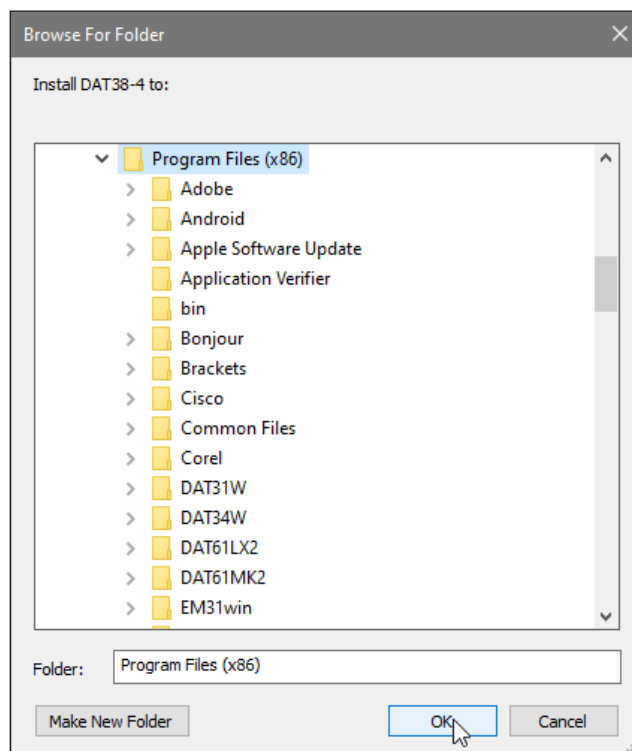 Browse For Folder
Install DAT38-4 to:
Program Files (x86)
Adobe
Android
Apple Software Update
Application Verifier
bin
Bonjour
Brackets
Cisco
Common Files
Corel
DAT31W
DAT34W
DAT61LX2
DAT61MK2
EM31win
Folder: Program Files (x86)
Make New Folder OK Cancel